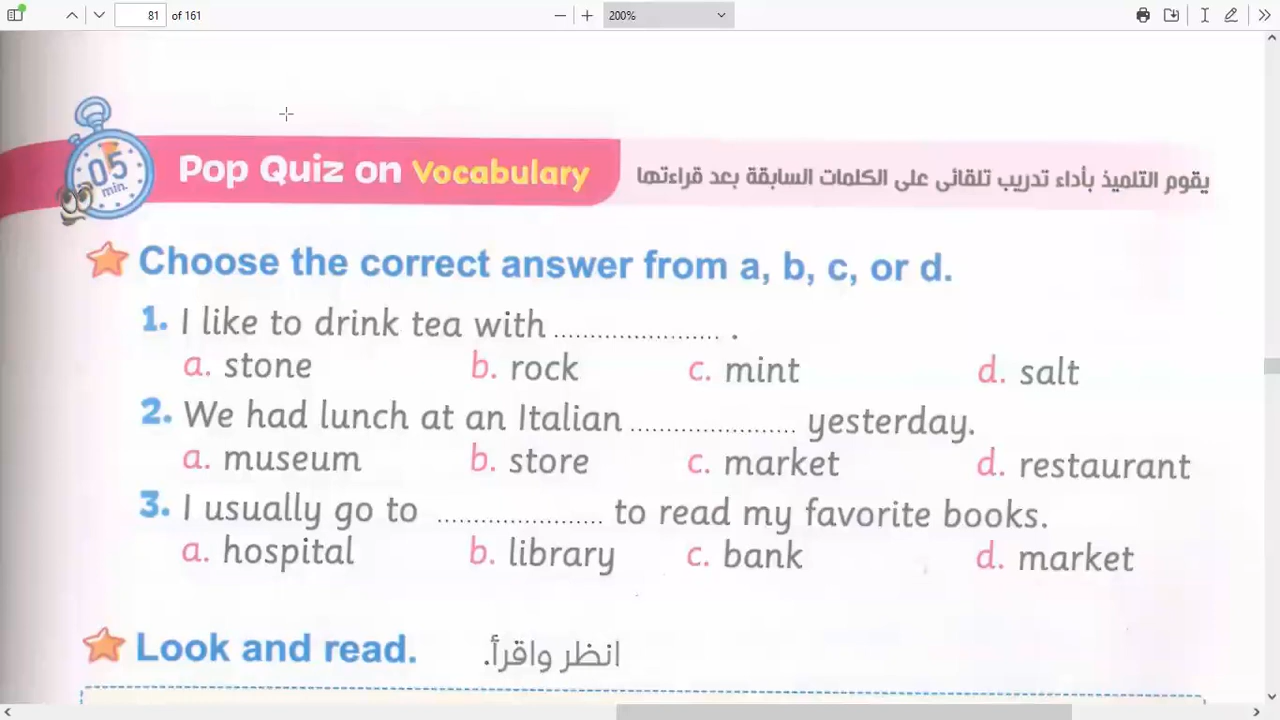 81 of 161 200%
05 min.
Pop Quiz on Vocabulary يقوم التلميذ بأداء تدريب تلقائى على الكلمات السابقة بعد قراءتها
Choose the correct answer from a, b, c, or d.
1. I like to drink tea with ..................... .
a. stone b. rock c. mint d. salt
2. We had lunch at an Italian ..................... yesterday.
a. museum b. store c. market d. restaurant
3. I usually go to ..................... to read my favorite books.
a. hospital b. library c. bank d. market
Look and read. انظر واقرأ.